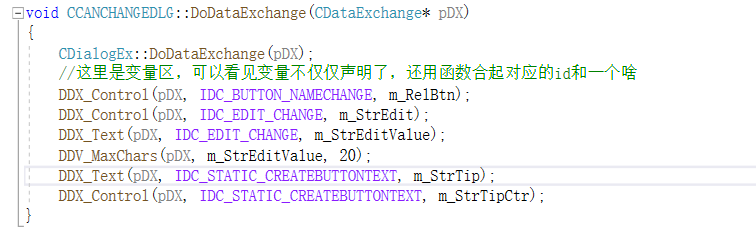 void CCANCHANGEDLG::DoDataExchange(CDataExchange* pDX)
{
CDialogEx::DoDataExchange(pDX);
//这里是变量区，可以看见变量不仅仅声明了，还用函数合起对应的id和一个啥
DDX_Control(pDX, IDC_BUTTON_NAMECHANGE, m_RelBtn);
DDX_Control(pDX, IDC_EDIT_CHANGE, m_StrEdit);
DDX_Text(pDX, IDC_EDIT_CHANGE, m_StrEditValue);
DDV_MaxChars(pDX, m_StrEditValue, 20);
DDX_Text(pDX, IDC_STATIC_CREATEBUTTONTEXT, m_StrTip);
DDX_Control(pDX, IDC_STATIC_CREATEBUTTONTEXT, m_StrTipCtr);
}